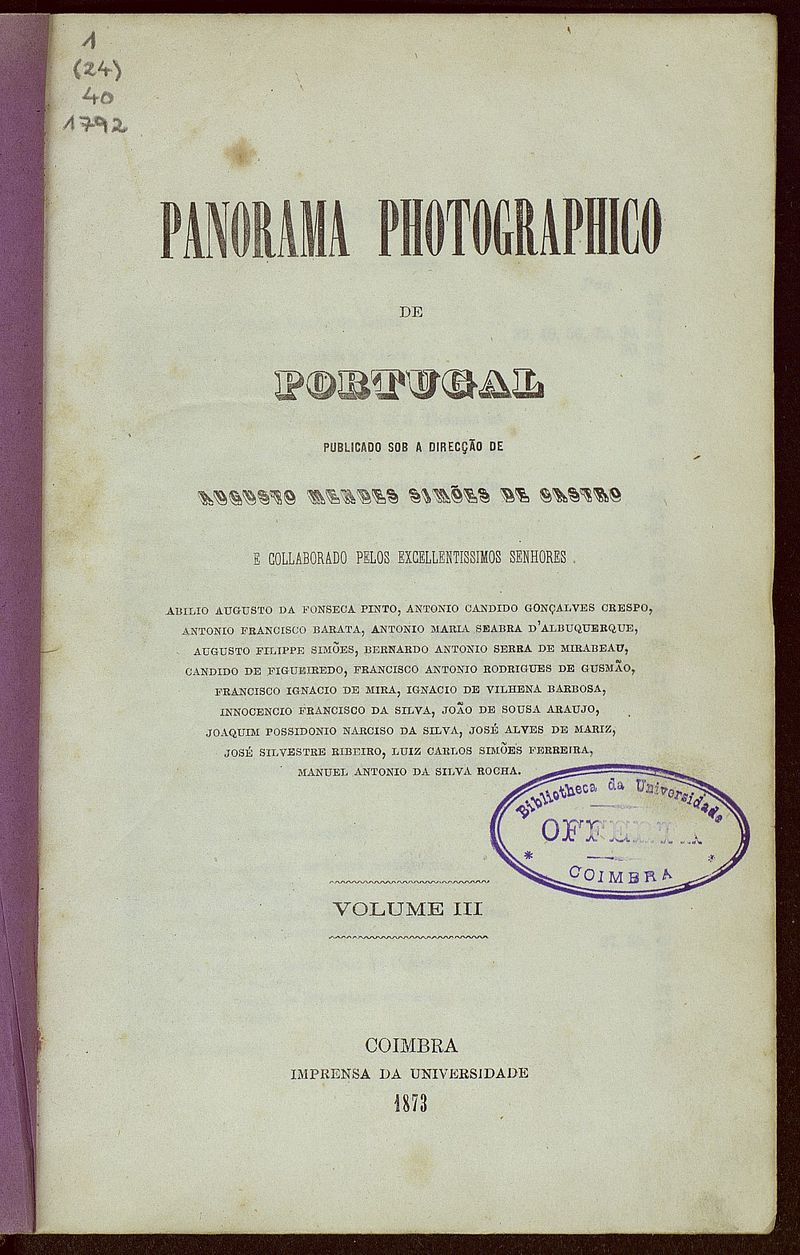 1
(24)
40
1792
PANORAMA PHOTOGRAPHICO
DE
PORTUGAL
PUBLICADO SOB A DIRECÇÃO DE
AUGUSTO MENDES SIMÕES DE CASTRO
E COLLABORADO PELOS EXCELLENTISSIMOS SENHORES
ABILIO AUGUSTO DA FONSECA PINTO, ANTONIO CANDIDO GONÇALVES CRESPO,
ANTONIO FRANCISCO BARATA, ANTONIO MARIA SEABRA D'ALBUQUERQUE,
AUGUSTO FILIPPE SIMÕES, BERNARDO ANTONIO SERRA DE MIRABEAU,
CANDIDO DE FIGUEIREDO, FRANCISCO ANTONIO RODRIGUES DE GUSMÃO,
FRANCISCO IGNACIO DE MIRA, IGNACIO DE VILHENA BARBOSA,
INNOCENCIO FRANCISCO DA SILVA, JOÃO DE SOUSA ARAUJO,
JOAQUIM POSSIDONIO NARCISO DA SILVA, JOSÉ ALVES DE MARIZ,
JOSÉ SILVESTRE RIBEIRO, LUIZ CARLOS SIMÕES FERREIRA,
MANUEL ANTONIO DA SILVA ROCHA.
Bibliotheca da Universidade
OFFERTA
* COIMBRA *
VOLUME III
COIMBRA
IMPRENSA DA UNIVERSIDADE
1873